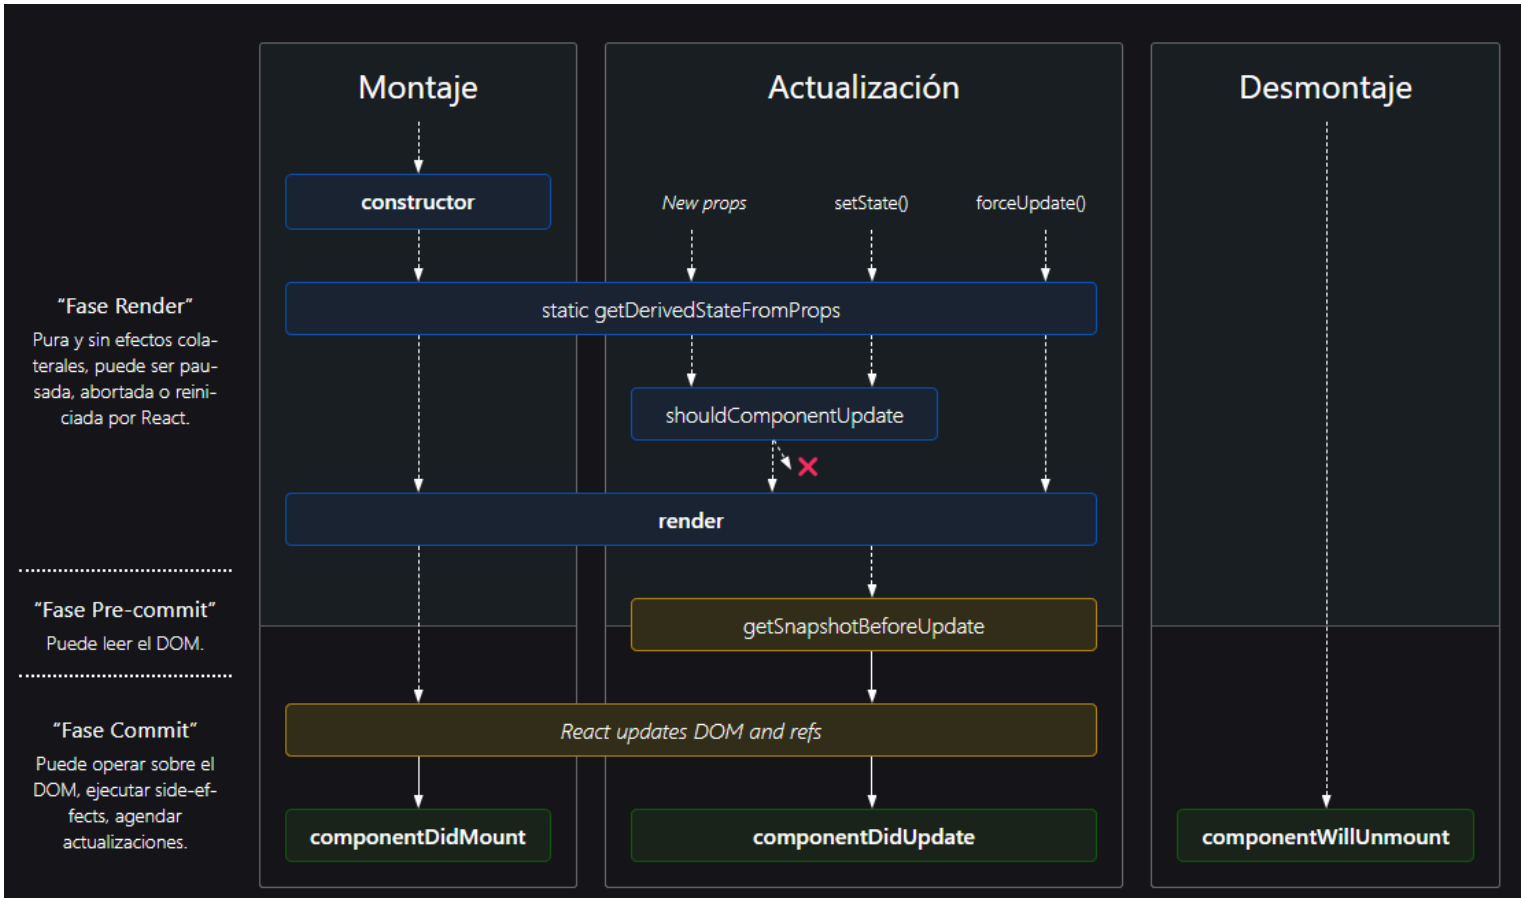 Montaje
Actualización
Desmontaje
constructor
New props
setState()
forceUpdate()
“Fase Render”
Pura y sin efectos cola-
terales, puede ser pau-
sada, abortada o reini-
ciada por React.
static getDerivedStateFromProps
shouldComponentUpdate
render
“Fase Pre-commit”
Puede leer el DOM.
getSnapshotBeforeUpdate
“Fase Commit”
Puede operar sobre el
DOM, ejecutar side-ef-
fects, agendar
actualizaciones.
React updates DOM and refs
componentDidMount
componentDidUpdate
componentWillUnmount